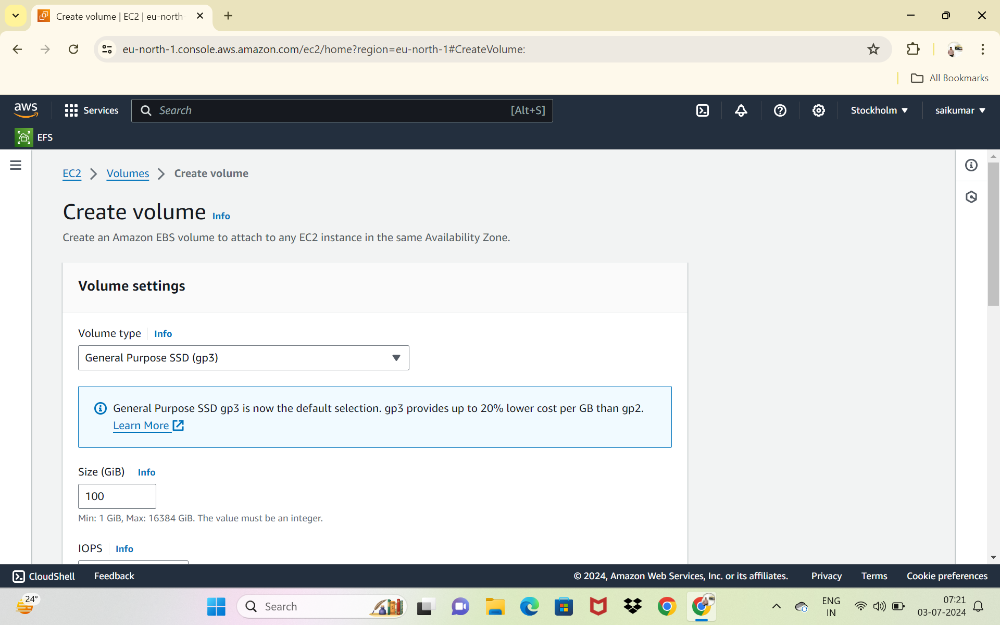 Create volume | EC2 | eu-north-
eu-north-1.console.aws.amazon.com/ec2/home?region=eu-north-1#CreateVolume:
All Bookmarks
aws
Services
Search
[Alt+S]
Stockholm
saikumar
EFS
EC2 Volumes Create volume
Create volume Info
Create an Amazon EBS volume to attach to any EC2 instance in the same Availability Zone.
Volume settings
Volume type Info
General Purpose SSD (gp3)
General Purpose SSD gp3 is now the default selection. gp3 provides up to 20% lower cost per GB than gp2.
Learn More
Size (GiB) Info
100
Min: 1 GiB, Max: 16384 GiB. The value must be an integer.
IOPS Info
CloudShell Feedback © 2024, Amazon Web Services, Inc. or its affiliates. Privacy Terms Cookie preferences
24°
Search
ENG
IN
07:21
03-07-2024